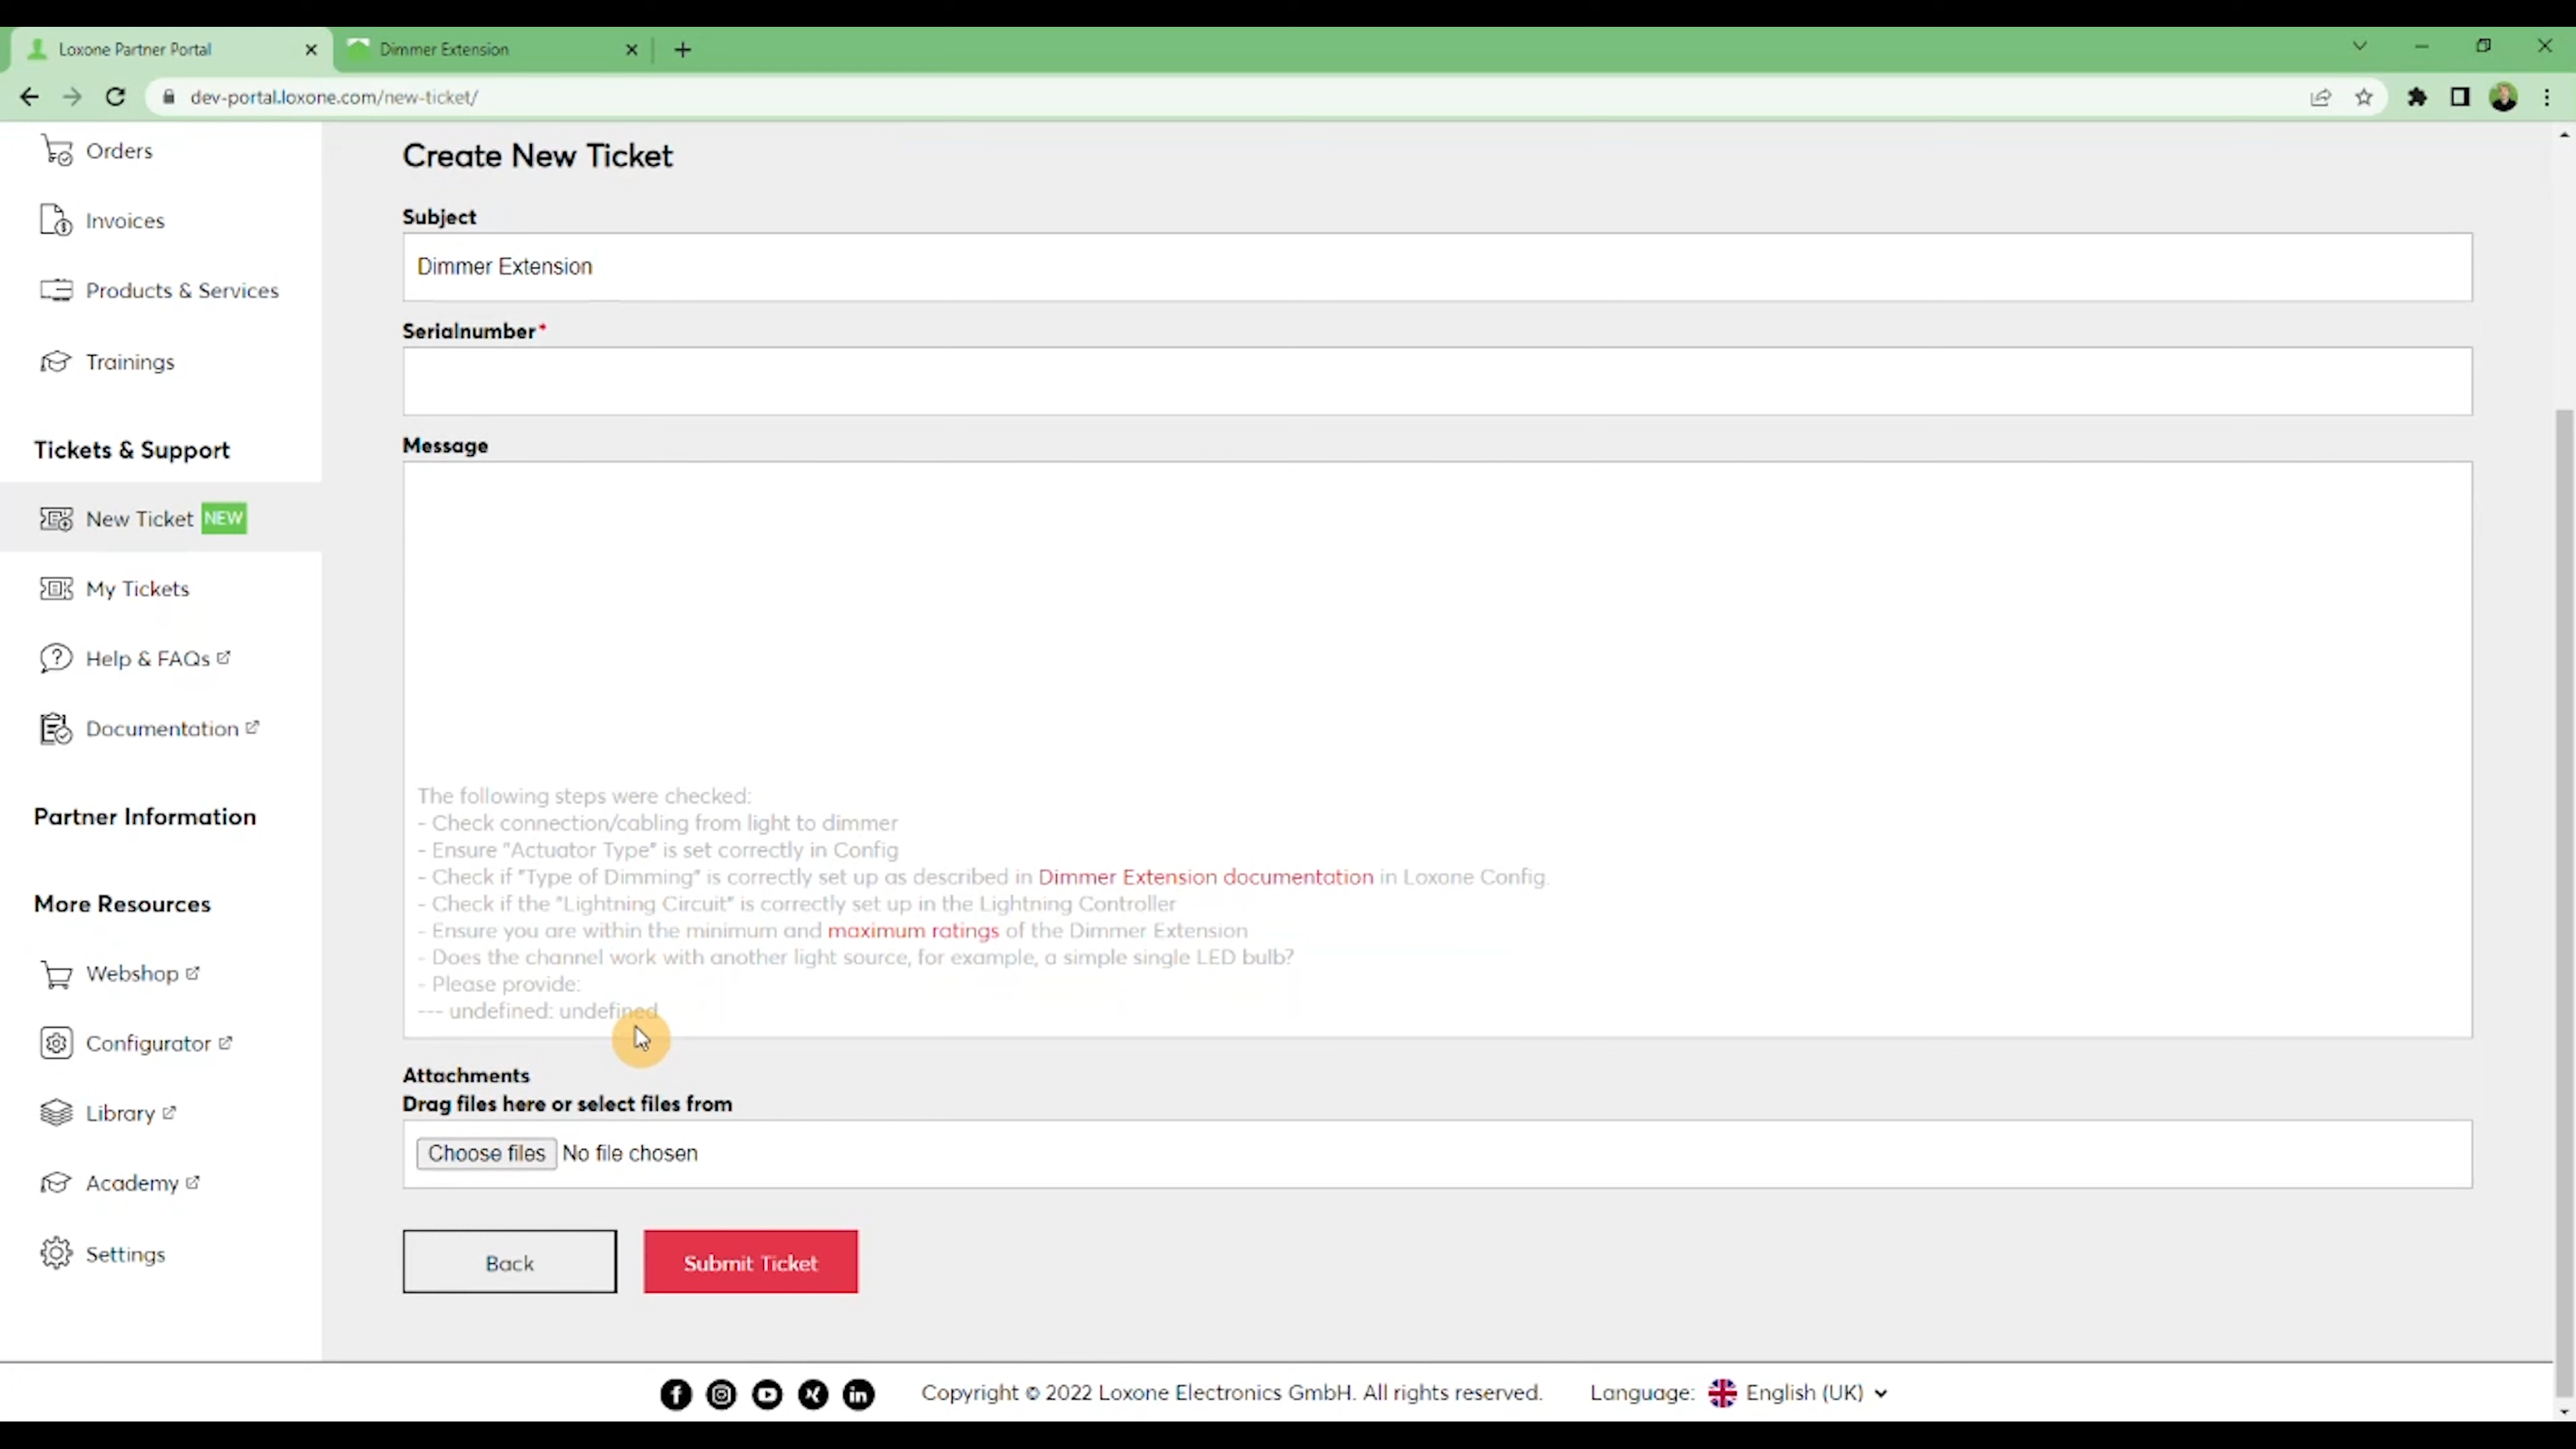 Loxone Partner Portal
Dimmer Extension
dev-portal.loxone.com/new-ticket/
Orders
Invoices
Products & Services
Trainings
Tickets & Support
New Ticket NEW
My Tickets
Help & FAQs
Documentation
Partner Information
More Resources
Webshop
Configurator
Library
Academy
Settings
Create New Ticket
Subject
Dimmer Extension
Serialnumber*
Message
The following steps were checked:
- Check connection/cabling from light to dimmer
- Ensure "Actuator Type" is set correctly in Config
- Check if "Type of Dimming" is correctly set up as described in Dimmer Extension documentation in Loxone Config.
- Check if the "Lightning Circuit" is correctly set up in the Lightning Controller
- Ensure you are within the minimum and maximum ratings of the Dimmer Extension
- Does the channel work with another light source, for example, a simple single LED bulb?
- Please provide:
--- undefined: undefined
Attachments
Drag files here or select files from
Choose files No file chosen
Back
Submit Ticket
Copyright © 2022 Loxone Electronics GmbH. All rights reserved.
Language: English (UK)